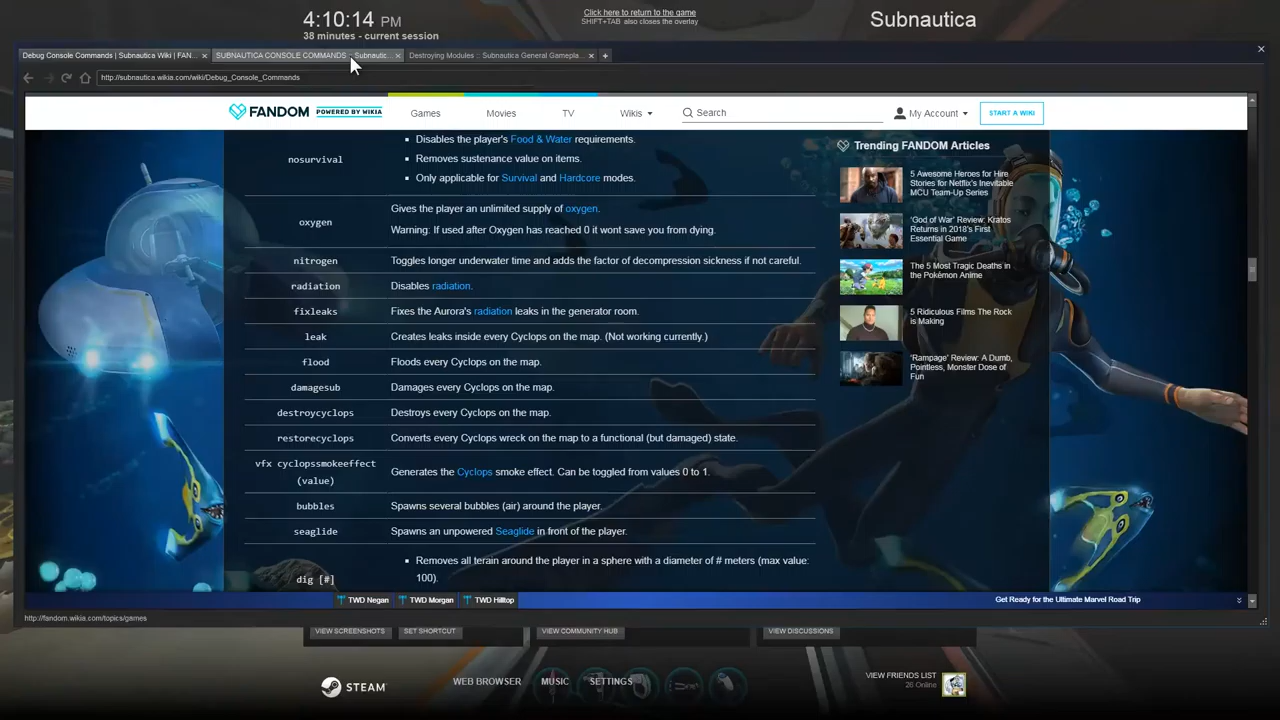 4:10:14 PM
38 minutes - current session
Click here to return to the game
SHIFT+TAB also closes the overlay
Subnautica
Debug Console Commands | Subnautica Wiki | FAN...
SUBNAUTICA CONSOLE COMMANDS :: Subnautic...
Destroying Modules :: Subnautica General Gamepla...
http://subnautica.wikia.com/wiki/Debug_Console_Commands
FANDOM POWERED BY WIKIA
Games
Movies
TV
Wikis
Search
My Account
START A WIKI
nosurvival
Disables the player's Food & Water requirements.
Removes sustenance value on items.
Only applicable for Survival and Hardcore modes.
oxygen
Gives the player an unlimited supply of oxygen.
Warning: If used after Oxygen has reached 0 it wont save you from dying.
nitrogen
Toggles longer underwater time and adds the factor of decompression sickness if not careful.
radiation
Disables radiation.
fixleaks
Fixes the Aurora's radiation leaks in the generator room.
leak
Creates leaks inside every Cyclops on the map. (Not working currently.)
flood
Floods every Cyclops on the map.
damagesub
Damages every Cyclops on the map.
destroycyclops
Destroys every Cyclops on the map.
restorecyclops
Converts every Cyclops wreck on the map to a functional (but damaged) state.
vfx cyclopssmokeeffect
(value)
Generates the Cyclops smoke effect. Can be toggled from values 0 to 1.
bubbles
Spawns several bubbles (air) around the player.
seaglide
Spawns an unpowered Seaglide in front of the player.
dig [#]
Removes all terrain around the player in a sphere with a diameter of # meters (max value:
100).
Trending FANDOM Articles
5 Awesome Heroes for Hire
Stories for Netflix's Inevitable
MCU Team-Up Series
'God of War' Review: Kratos
Returns in 2018's First
Essential Game
The 5 Most Tragic Deaths in
the Pokémon Anime
5 Ridiculous Films The Rock
is Making
'Rampage' Review: A Dumb,
Pointless, Monster Dose of
Fun
TWD Negan
TWD Morgan
TWD Hilltop
Get Ready for the Ultimate Marvel Road Trip
http://fandom.wikia.com/topics/games
VIEW SCREENSHOTS
SET SHORTCUT
VIEW COMMUNITY HUB
VIEW DISCUSSIONS
STEAM
WEB BROWSER
MUSIC
SETTINGS
VIEW FRIENDS LIST
26 Online